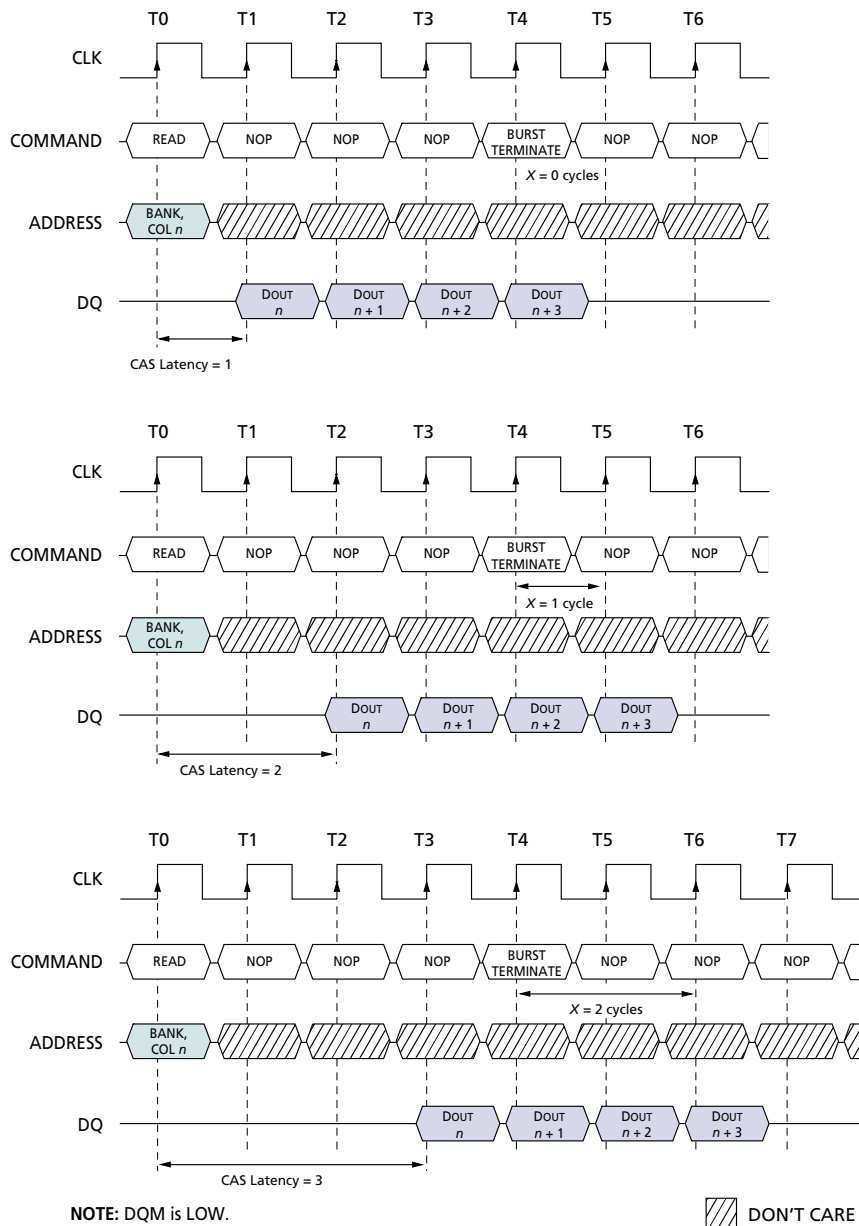 T0 T1 T2 T3 T4 T5 T6
CLK
COMMAND READ NOP NOP NOP BURST TERMINATE NOP NOP
X = 0 cycles
ADDRESS BANK, COL n
DQ DOUT n DOUT n + 1 DOUT n + 2 DOUT n + 3
CAS Latency = 1
T0 T1 T2 T3 T4 T5 T6
CLK
COMMAND READ NOP NOP NOP BURST TERMINATE NOP NOP
X = 1 cycle
ADDRESS BANK, COL n
DQ DOUT n DOUT n + 1 DOUT n + 2 DOUT n + 3
CAS Latency = 2
T0 T1 T2 T3 T4 T5 T6 T7
CLK
COMMAND READ NOP NOP NOP BURST TERMINATE NOP NOP NOP
X = 2 cycles
ADDRESS BANK, COL n
DQ DOUT n DOUT n + 1 DOUT n + 2 DOUT n + 3
CAS Latency = 3
NOTE: DQM is LOW. DON'T CARE